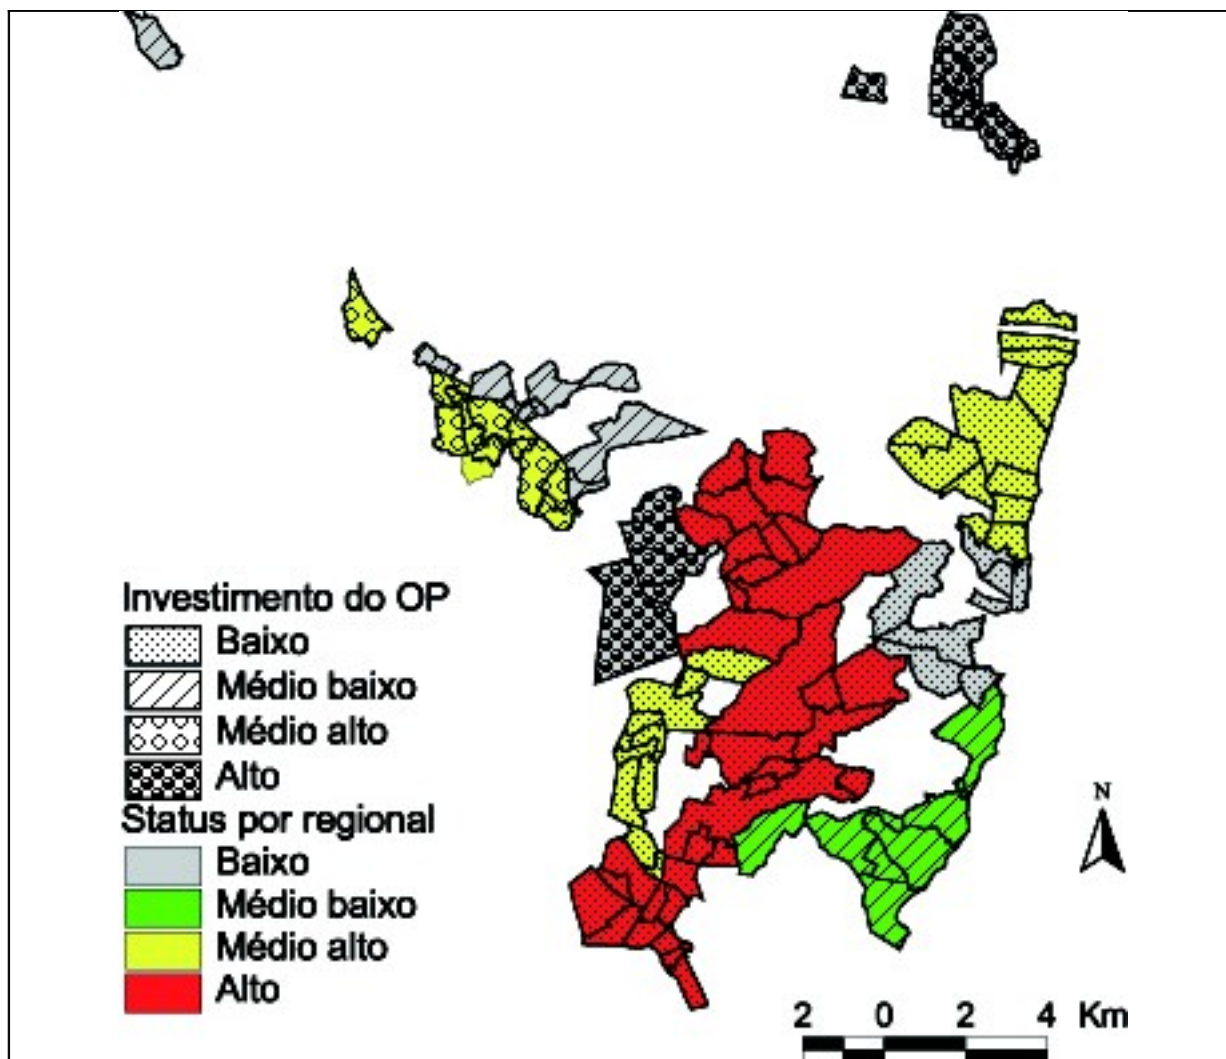 Investimento do OP
Baixo
Médio baixo
Médio alto
Alto
Status por regional
Baixo
Médio baixo
Médio alto
Alto
N
2 0 2 4 Km